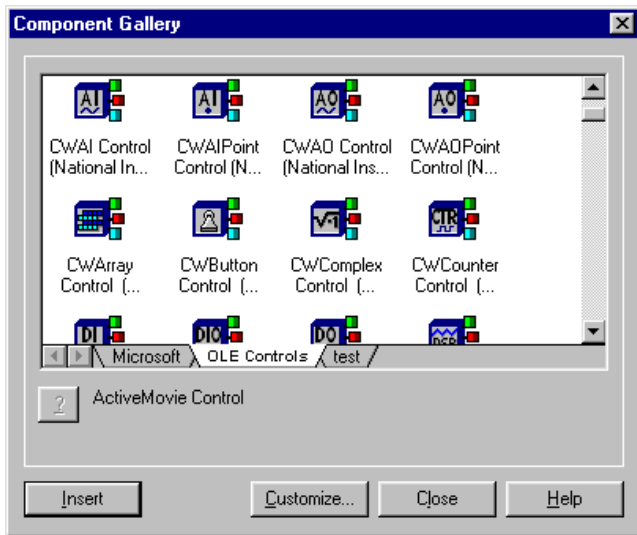 Component Gallery
AI AI AO AO
CWAI Control CWAIPoint CWAO Control CWAOPoint
(National In... Control (N... (National Ins... Control (N...
√-1 CTR
CWArray CWButton CWComplex CWCounter
Control (... Control (... Control (... Control (...
DI DIO DO DSP
Microsoft OLE Controls test
? ActiveMovie Control
Insert Customize... Close Help